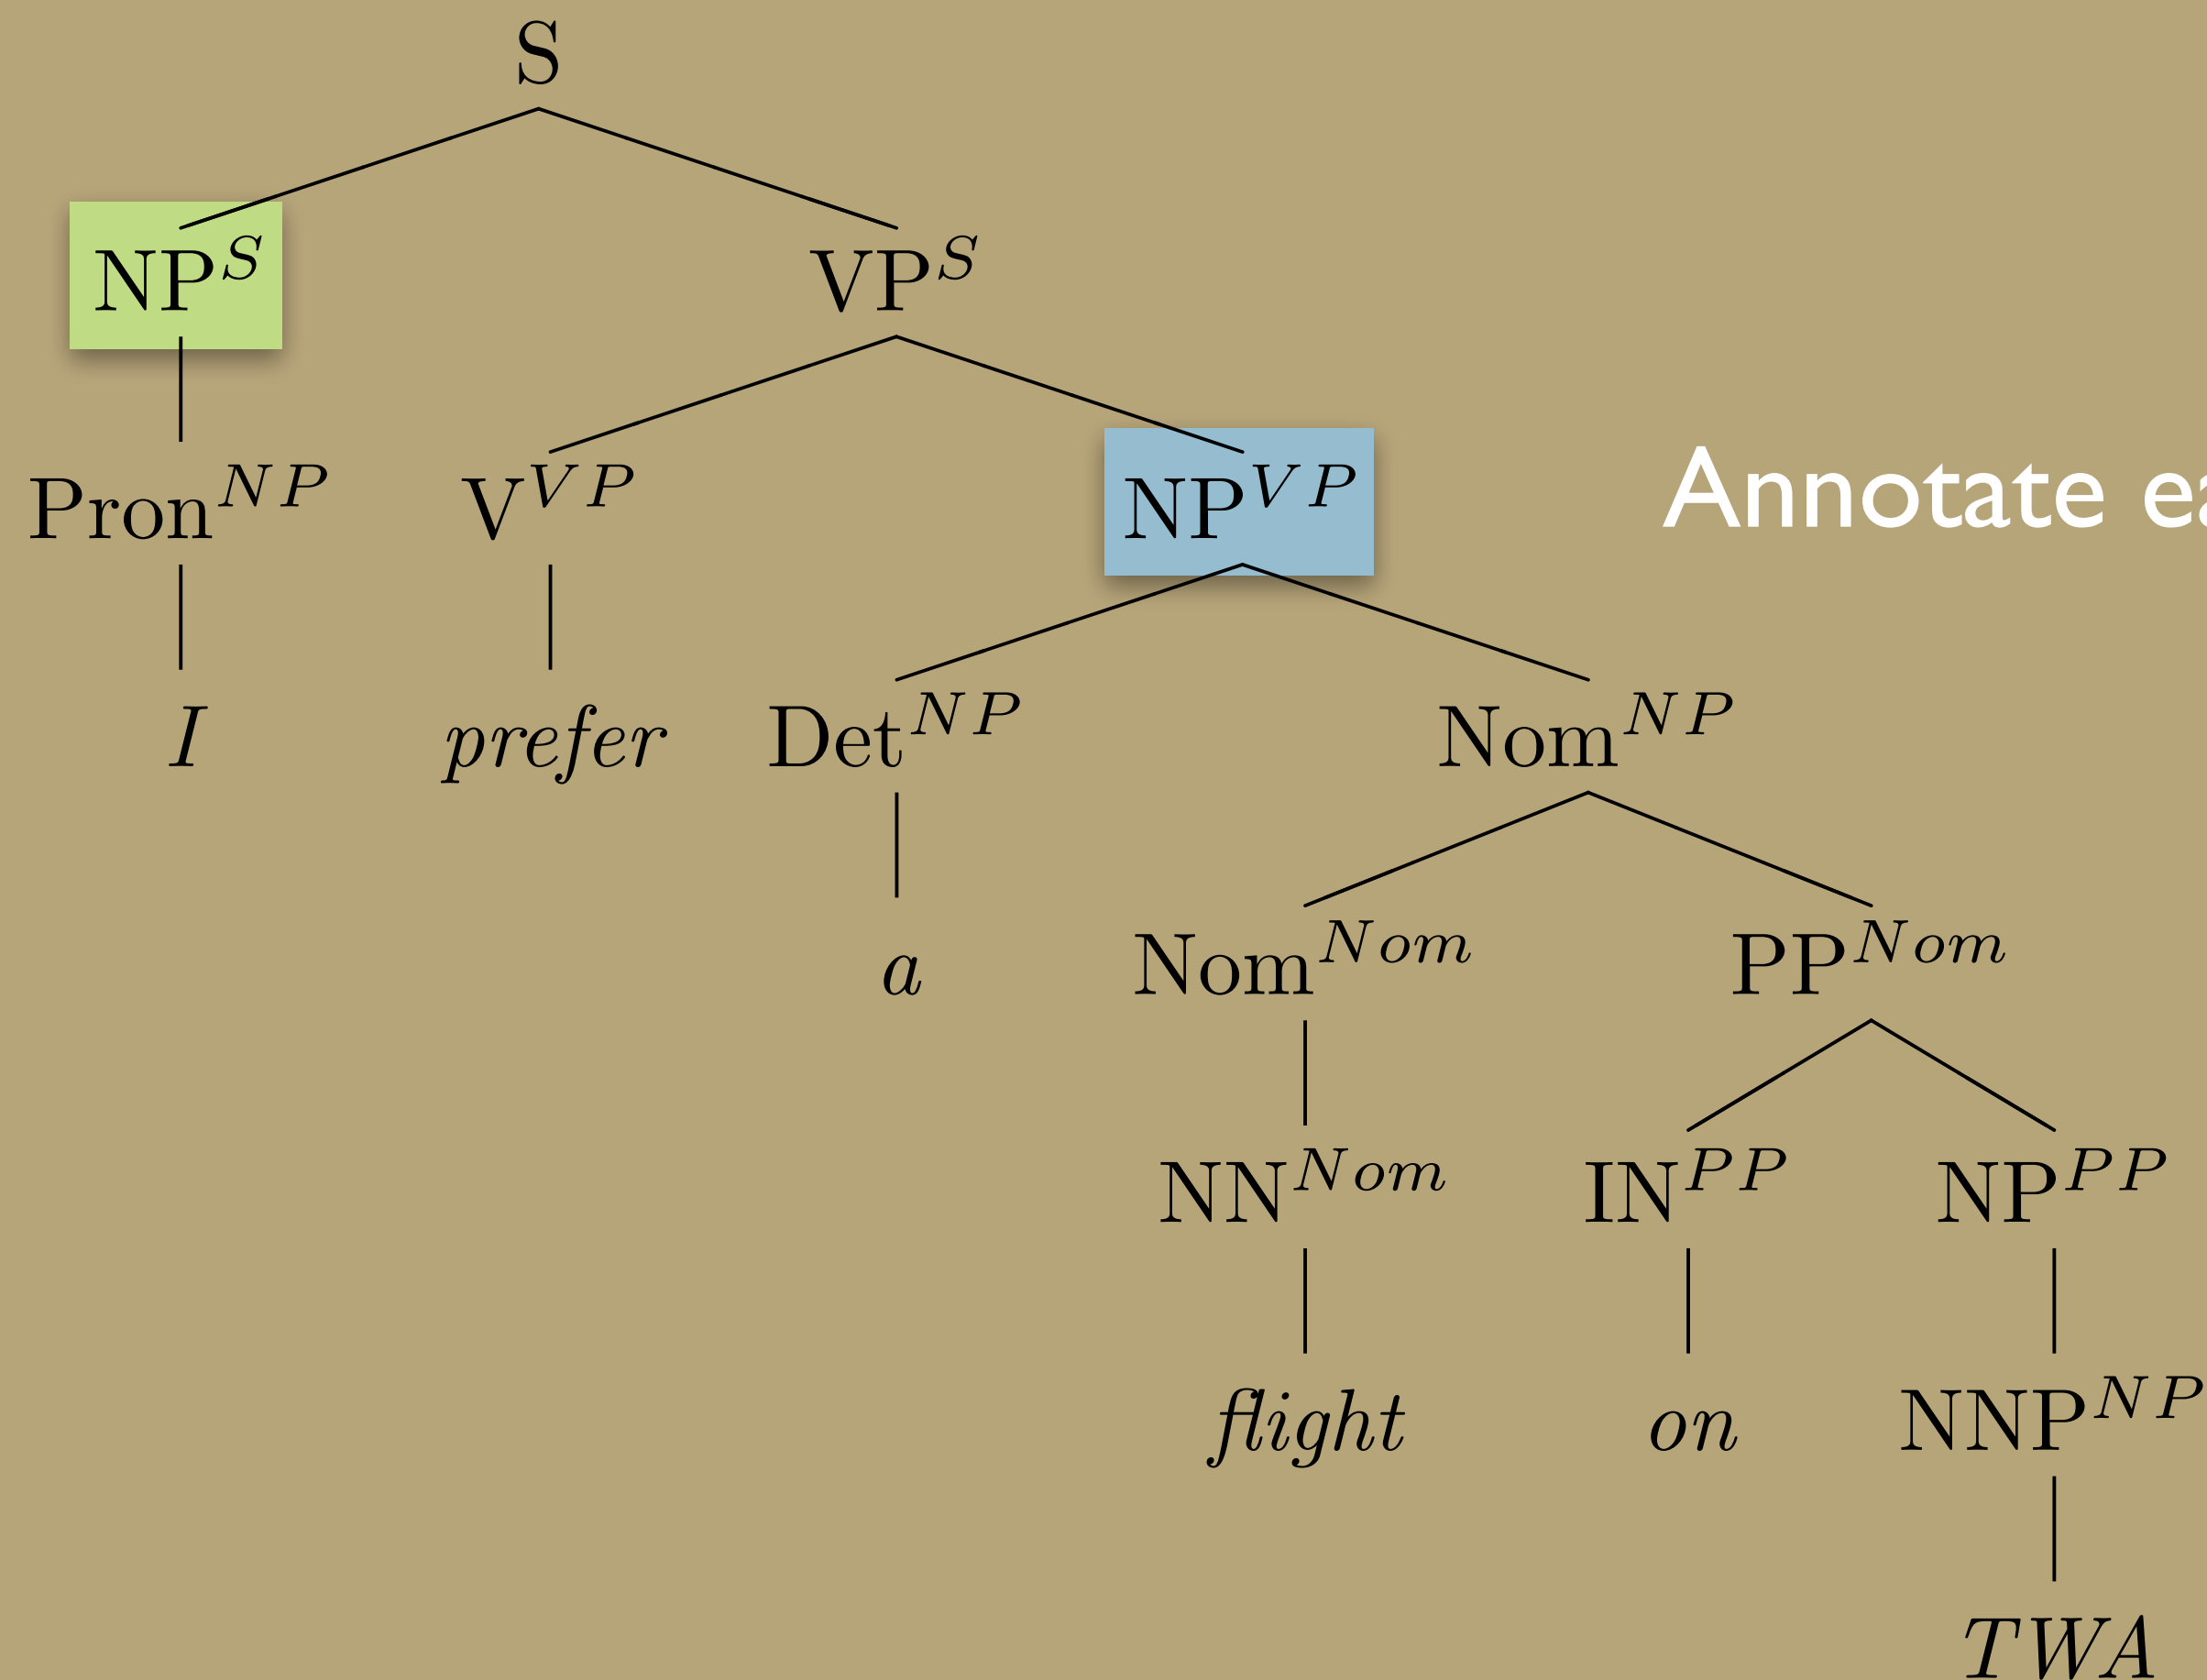 S
NP^S VP^S
Pron^NP V^VP NP^VP Annotate
I prefer Det^NP Nom^NP
a Nom^Nom PP^Nom
NN^Nom IN^PP NP^PP
flight on NNP^NP
TWA